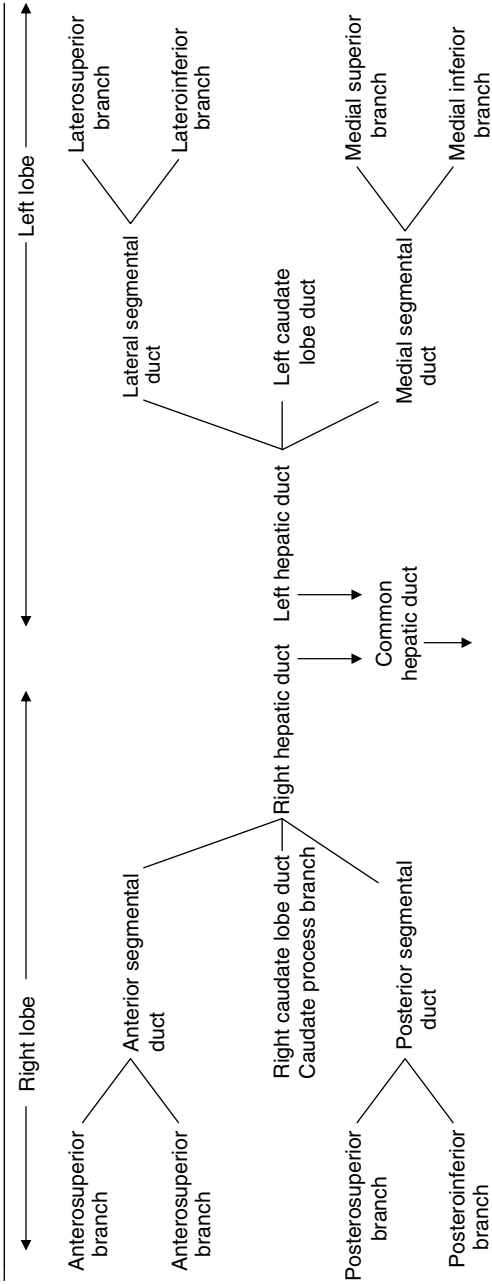 Right lobe
Left lobe
Anterosuperior
branch
Anterosuperior
branch
Anterior segmental
duct
Right caudate lobe duct
Caudate process branch
Posterosuperior
branch
Posteroinferior
branch
Posterior segmental
duct
Right hepatic duct
Left hepatic duct
Common
hepatic duct
Lateral segmental
duct
Laterosuperior
branch
Lateroinferior
branch
Left caudate
lobe duct
Medial segmental
duct
Medial superior
branch
Medial inferior
branch